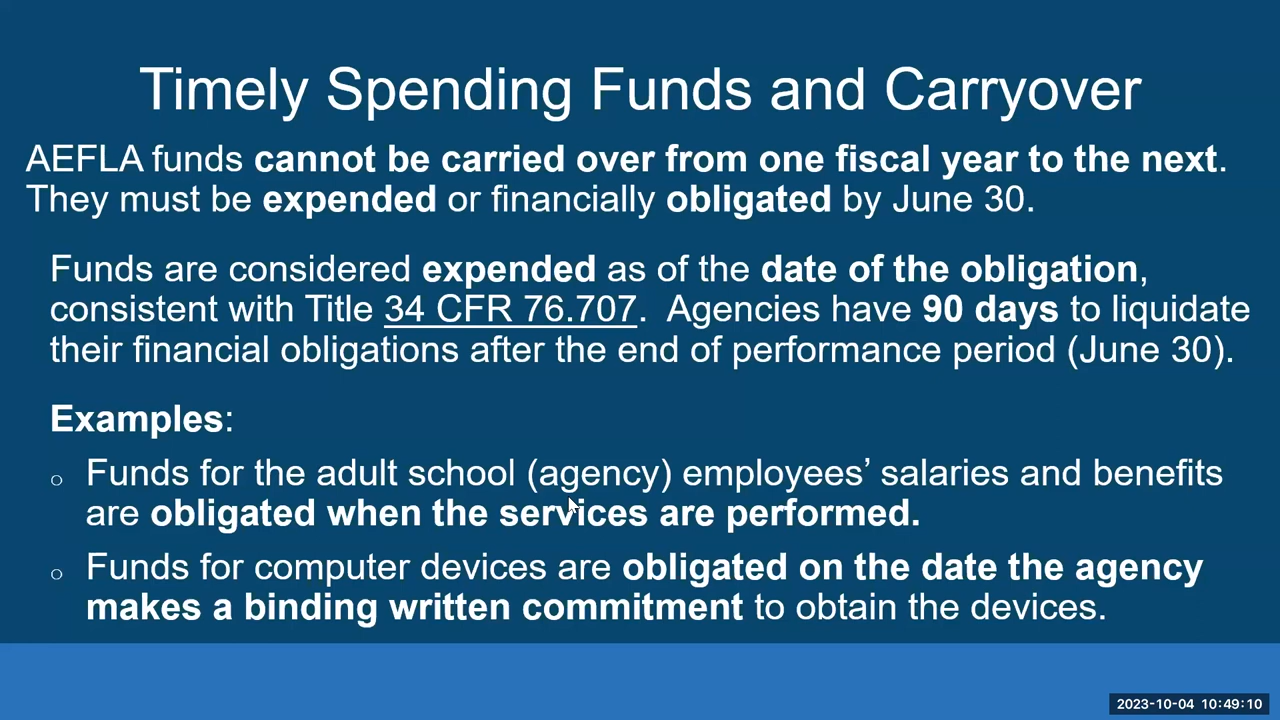 Timely Spending Funds and Carryover
AEFLA funds cannot be carried over from one fiscal year to the next.
They must be expended or financially obligated by June 30.
Funds are considered expended as of the date of the obligation,
consistent with Title 34 CFR 76.707.  Agencies have 90 days to liquidate
their financial obligations after the end of performance period (June 30).
Examples:
o Funds for the adult school (agency) employees’ salaries and benefits
are obligated when the services are performed.
o Funds for computer devices are obligated on the date the agency
makes a binding written commitment to obtain the devices.
2023-10-04 10:49:10